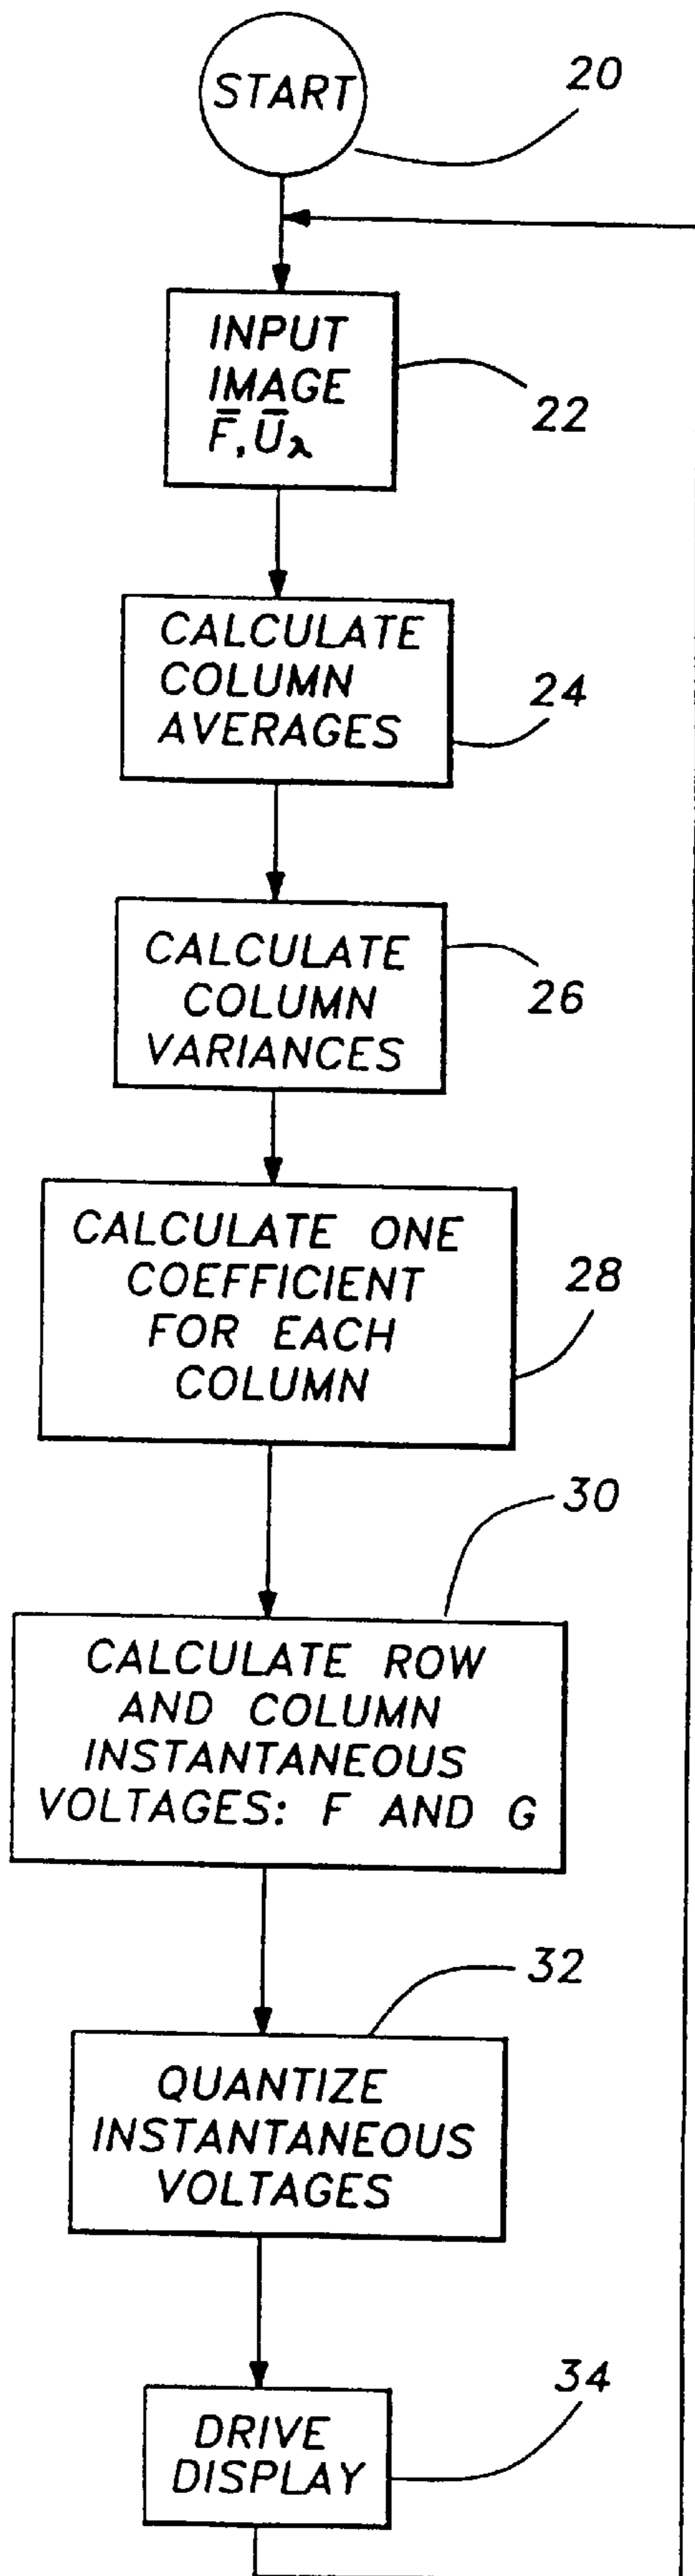 START
20
INPUT
IMAGE
F̅, U̅λ
22
CALCULATE
COLUMN
AVERAGES
24
CALCULATE
COLUMN
VARIANCES
26
CALCULATE ONE
COEFFICIENT
FOR EACH
COLUMN
28
30
CALCULATE ROW
AND COLUMN
INSTANTANEOUS
VOLTAGES: F AND G
32
QUANTIZE
INSTANTANEOUS
VOLTAGES
34
DRIVE
DISPLAY